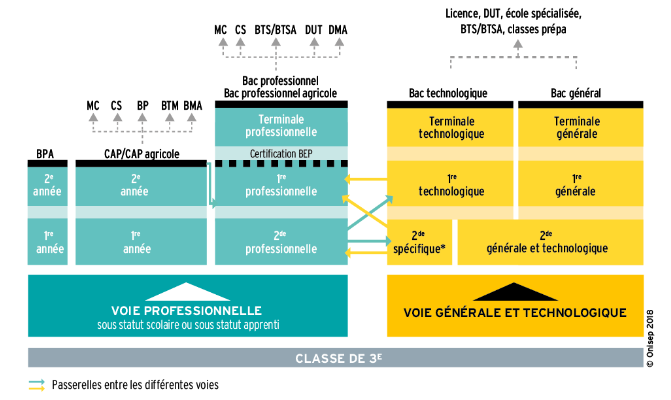 Licence, DUT, école spécialisée,
BTS/BTSA, classes prépa
MC CS BTS/BTSA DUT DMA
Bac professionnel
Bac professionnel agricole
Bac technologique
Bac général
MC CS BP BTM BMA
Terminale
professionnelle
Terminale
technologique
Terminale
générale
BPA
CAP/CAP agricole
Certification BEP
2e
année
2e
année
1re
professionnelle
1re
technologique
1re
générale
1re
année
1re
année
2de
professionnelle
2de
spécifique*
2de
générale et technologique
VOIE PROFESSIONNELLE
sous statut scolaire ou sous statut apprenti
VOIE GÉNÉRALE ET TECHNOLOGIQUE
CLASSE DE 3E
Passerelles entre les différentes voies
© Onisep 2018